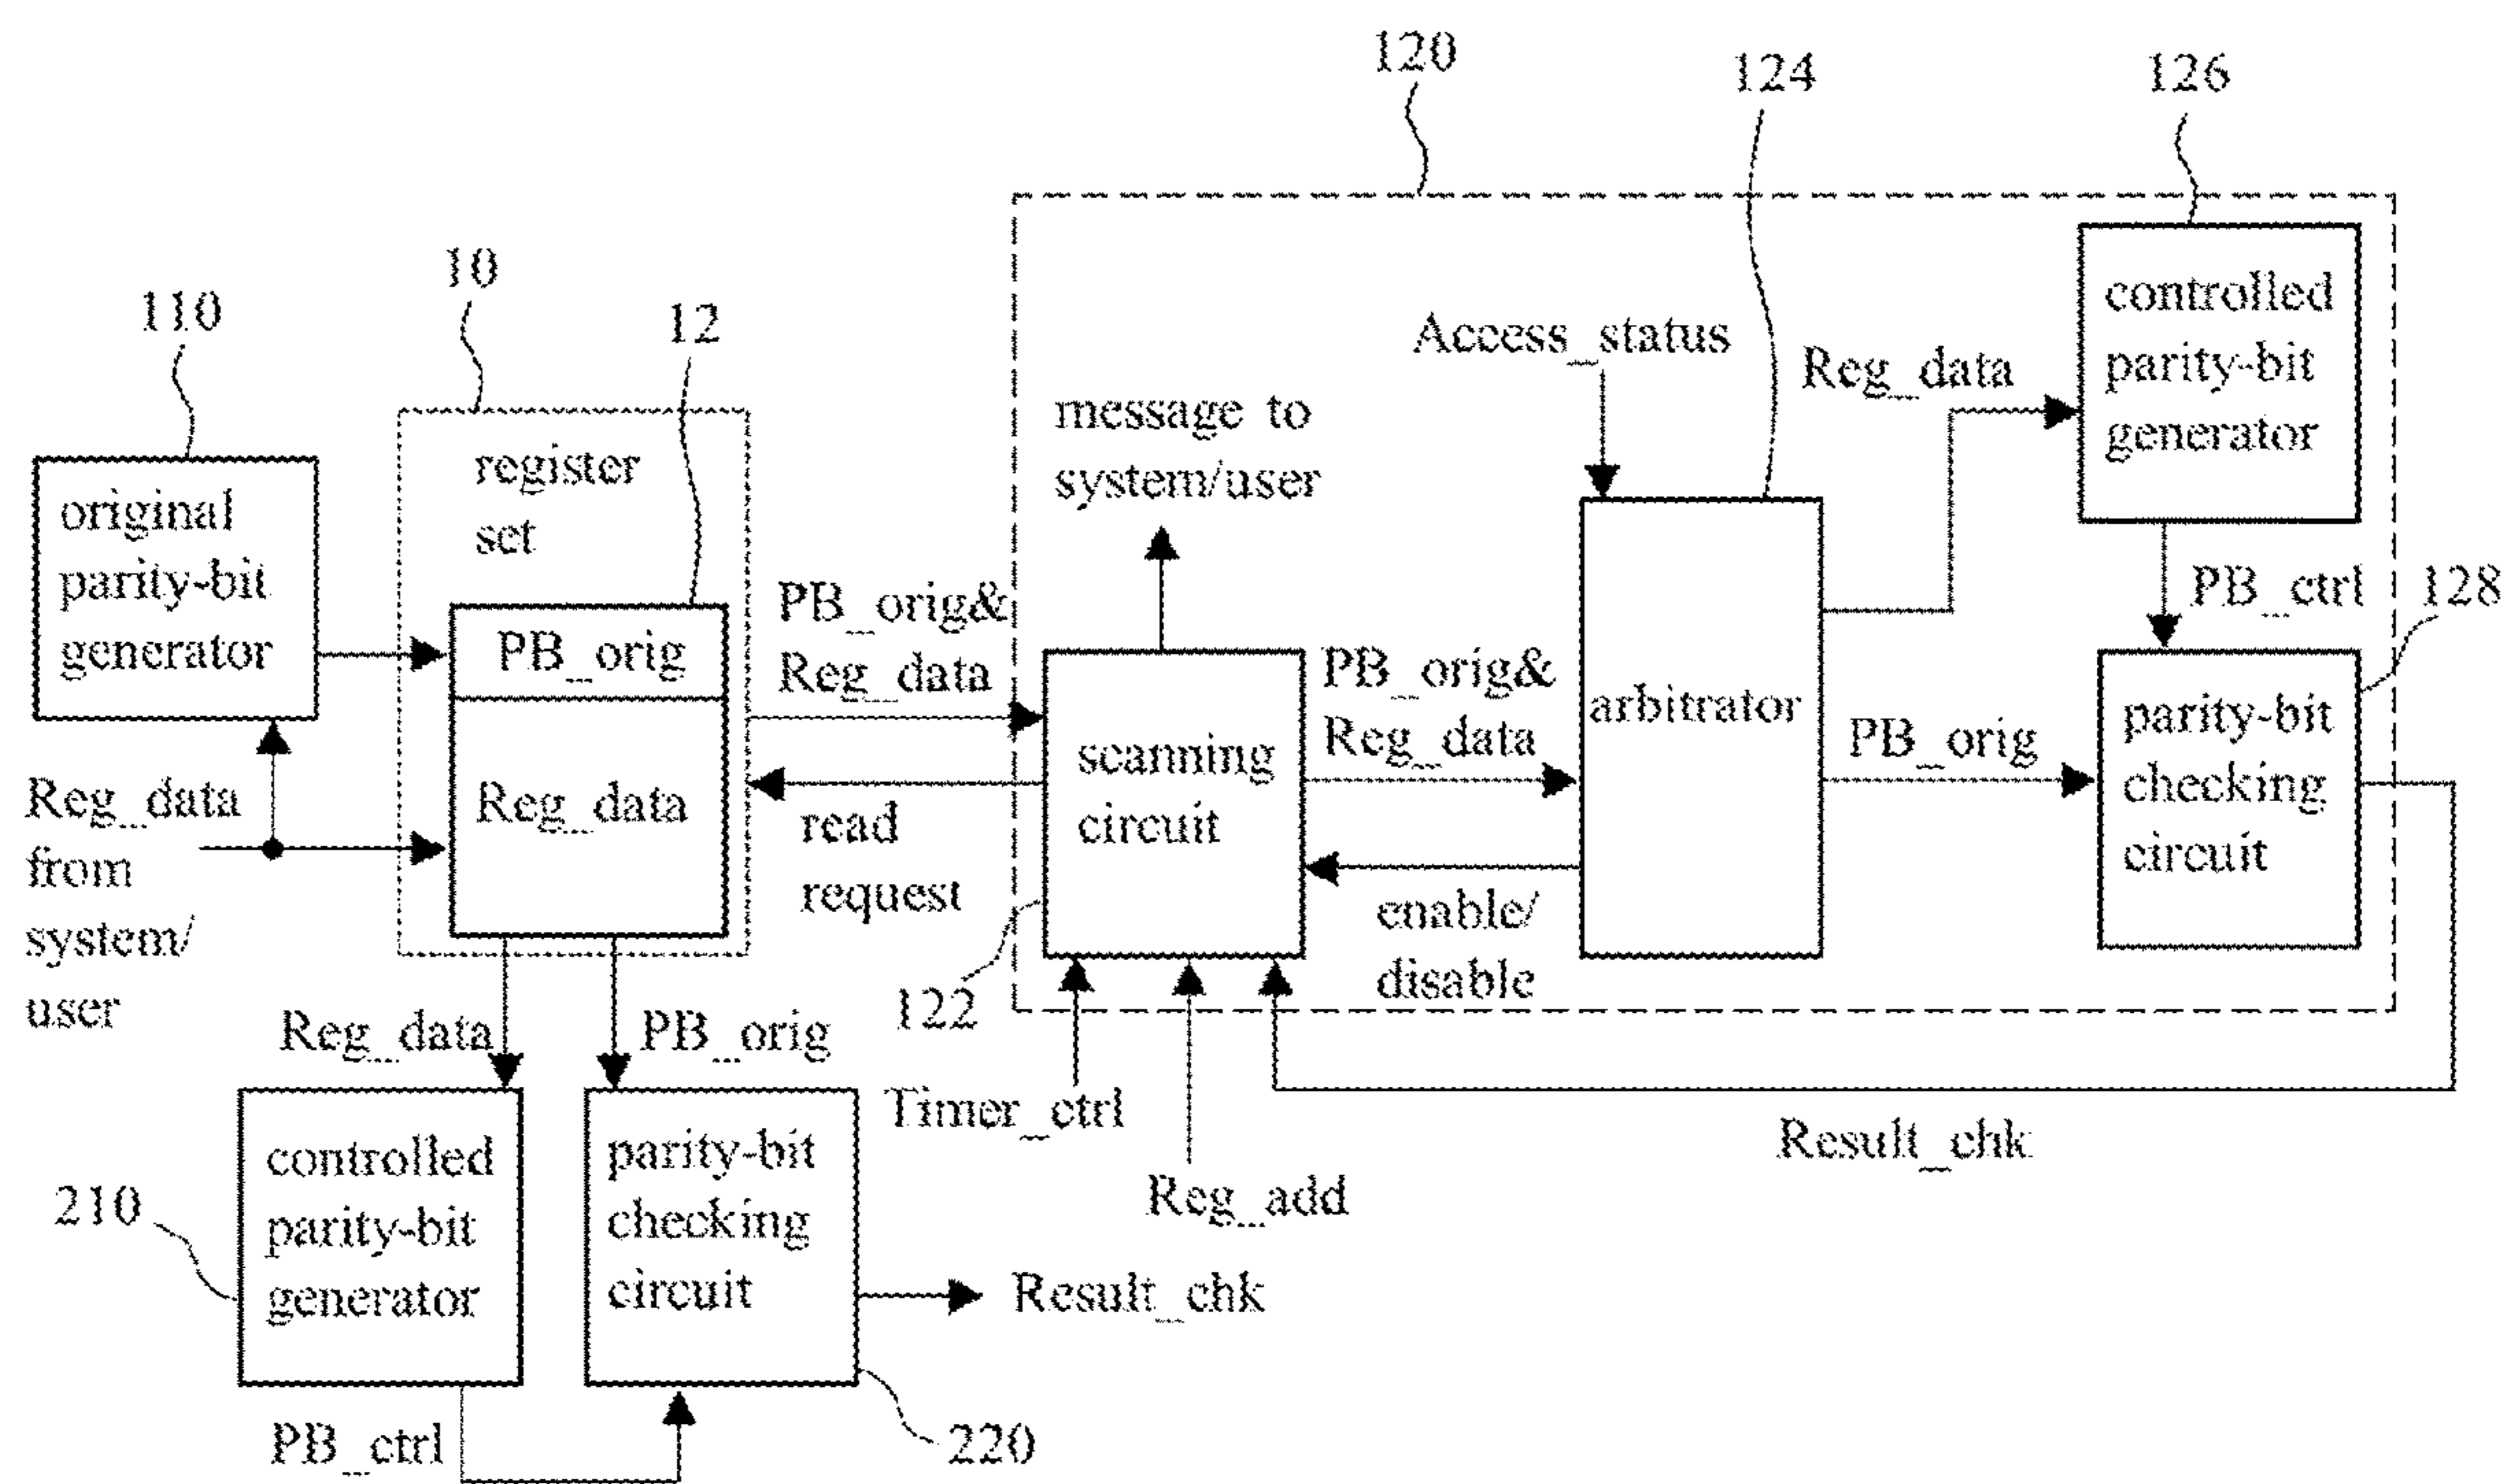 120
124
126
10
110
12
controlled
parity-bit
generator
Access_status
Reg_data
message to
system/user
register
set
original
parity-bit
generator
PB_orig&
Reg_data
PB_ctrl
128
PB_orig
PB_orig&
Reg_data
arbitrator
PB_orig
parity-bit
checking
circuit
scanning
circuit
Reg_data
from
system/
user
Reg_data
read
request
enable/
disable
122
Reg_data
PB_orig
Timer_ctrl
Result_chk
Reg_add
210
controlled
parity-bit
generator
parity-bit
checking
circuit
Result_chk
PB_ctrl
220